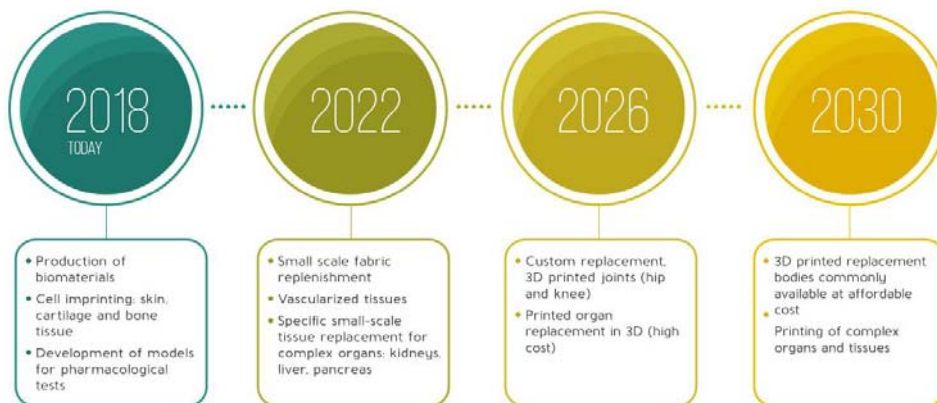 2018
TODAY
2022
2026
2030
• Production of
biomaterials
• Cell imprinting: skin,
cartilage and bone
tissue
• Development of models
for pharmacological
tests
• Small scale fabric
replenishment
• Vascularized tissues
• Specific small-scale
tissue replacement for
complex organs: kidneys,
liver, pancreas
• Custom replacement,
3D printed joints (hip
and knee)
• Printed organ
replacement in 3D (high
cost)
• 3D printed replacement
bodies commonly
available at affordable
cost
• Printing of complex
organs and tissues